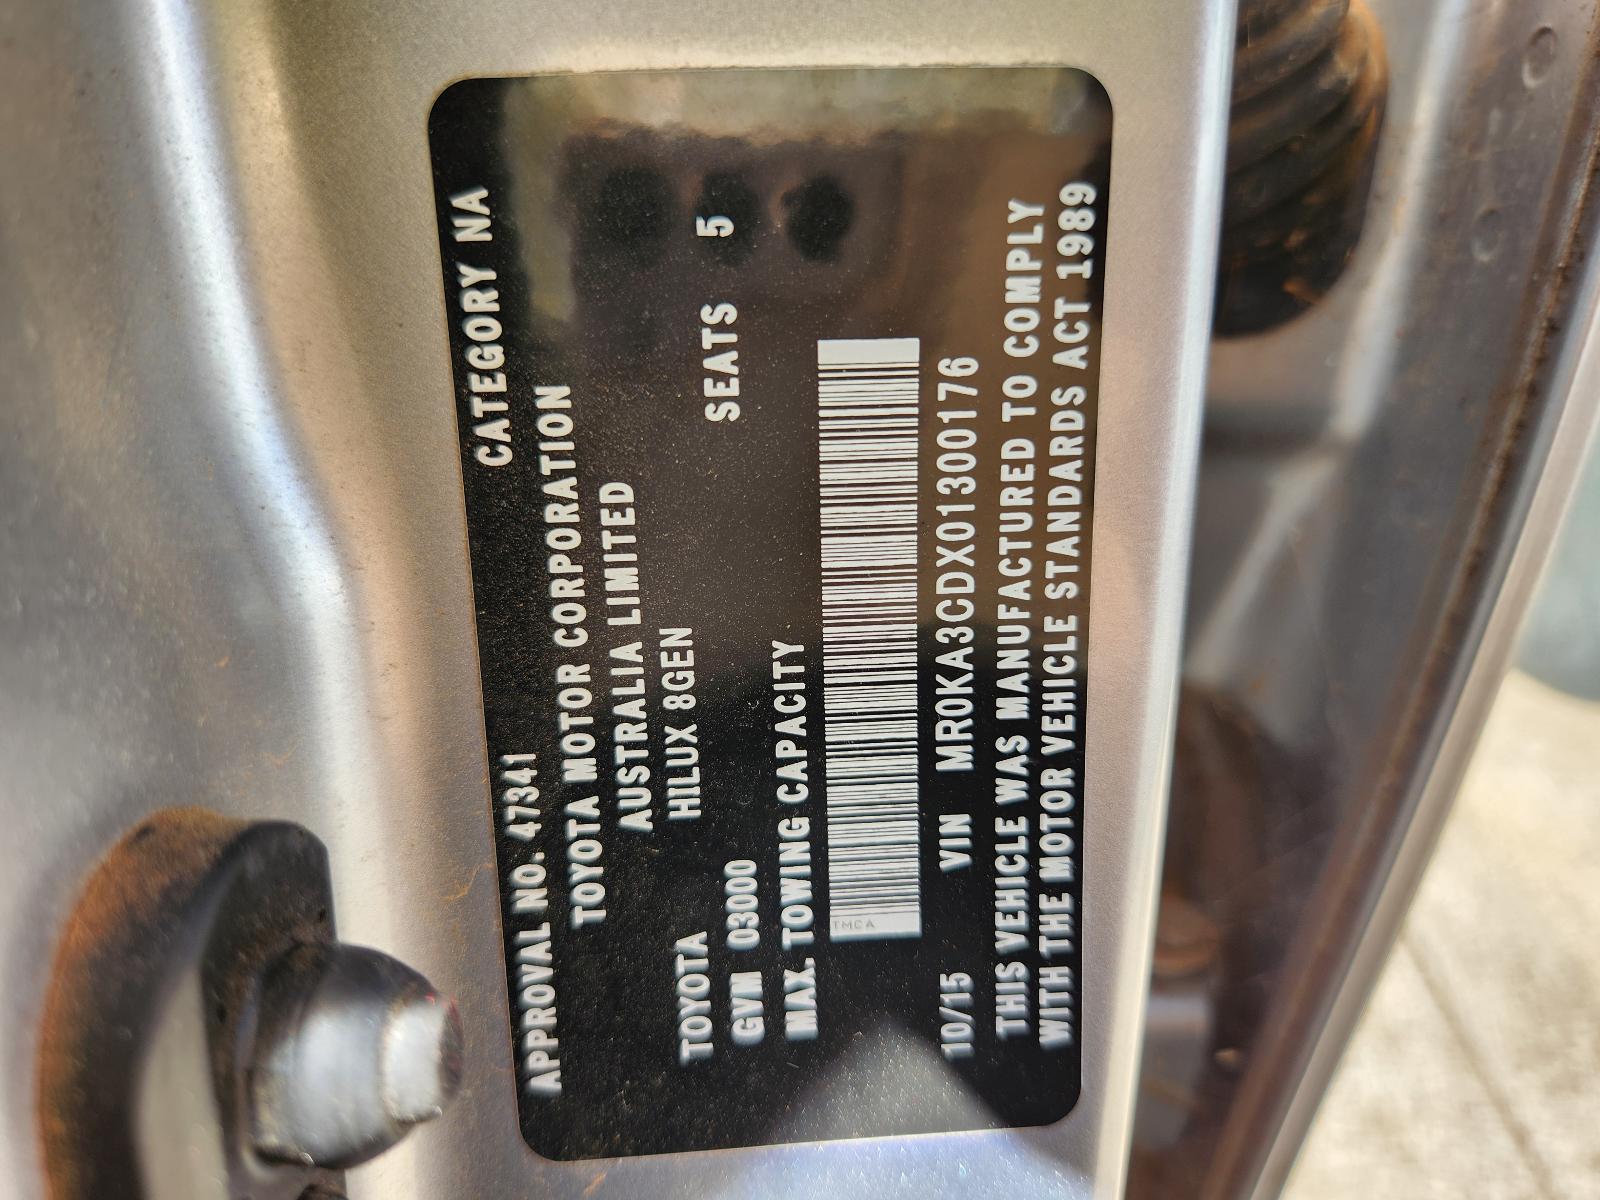 APPROVAL NO. 47341 CATEGORY NA
TOYOTA MOTOR CORPORATION
AUSTRALIA LIMITED
TOYOTA HILUX 8GEN
GVM 03000 SEATS 5
MAX. TOWING CAPACITY
TMCA
10/15 VIN MR0KA3CDX01300176
THIS VEHICLE WAS MANUFACTURED TO COMPLY
WITH THE MOTOR VEHICLE STANDARDS ACT 1989